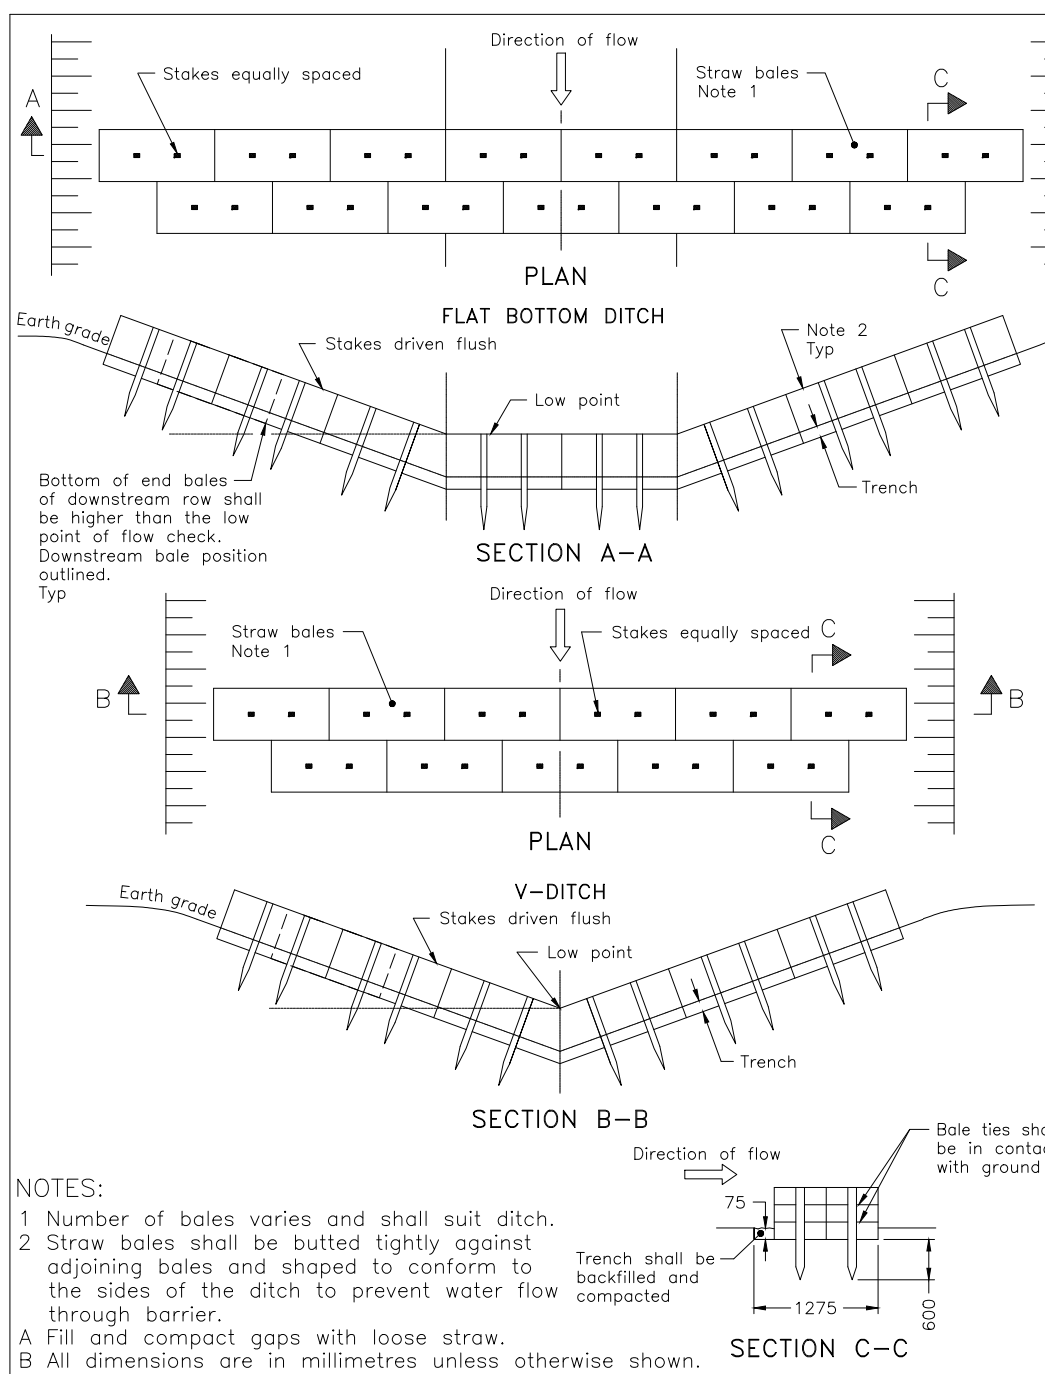 Direction of flow
Stakes equally spaced
Straw bales
Note 1
C
A
C
PLAN
FLAT BOTTOM DITCH
Earth grade
Stakes driven flush
Note 2
Typ
Low point
Bottom of end bales
of downstream row shall
be higher than the low
point of flow check.
Downstream bale position
outlined.
Typ
Trench
SECTION A-A
Direction of flow
Straw bales
Note 1
Stakes equally spaced
C
B
B
C
PLAN
V-DITCH
Earth grade
Stakes driven flush
Low point
Trench
SECTION B-B
Direction of flow
Bale ties
be in
with ground
75
Trench shall be
backfilled and
compacted
1275
600
SECTION C-C
NOTES:
1 Number of bales varies and shall suit ditch.
2 Straw bales shall be butted tightly against
adjoining bales and shaped to conform to
the sides of the ditch to prevent water flow
through barrier.
A Fill and compact gaps with loose straw.
B All dimensions are in millimetres unless otherwise shown.